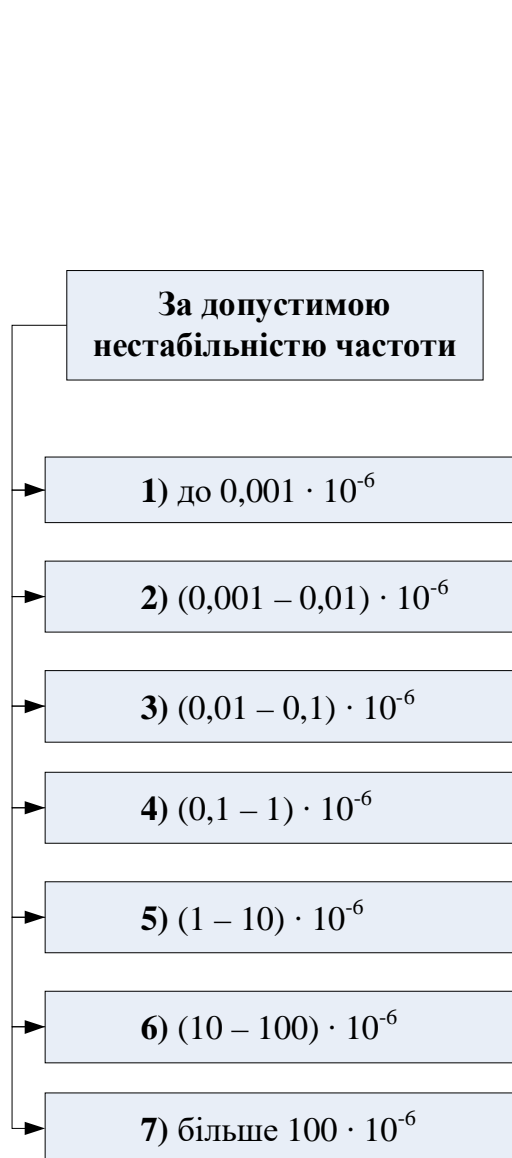 За допустимою
нестабільністю частоти
1) до 0,001 · 10⁻⁶
2) (0,001 – 0,01) · 10⁻⁶
3) (0,01 – 0,1) · 10⁻⁶
4) (0,1 – 1) · 10⁻⁶
5) (1 – 10) · 10⁻⁶
6) (10 – 100) · 10⁻⁶
7) більше 100 · 10⁻⁶